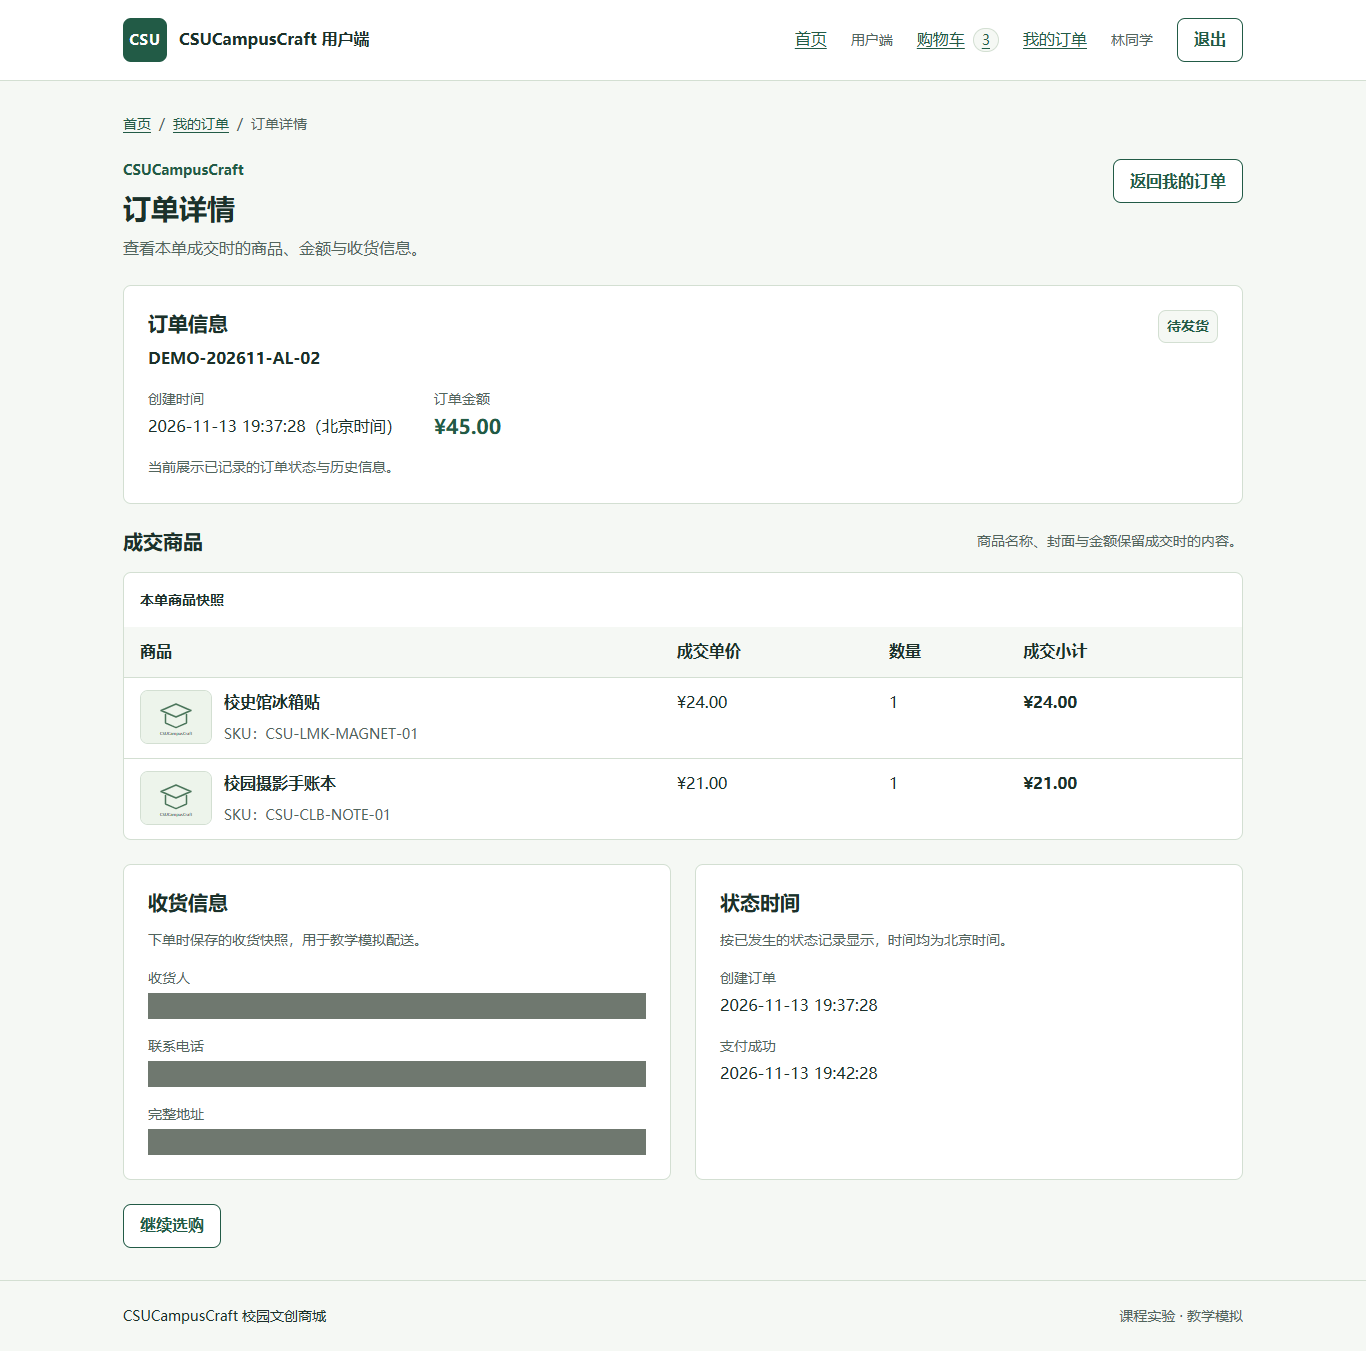 CSU CSUCampusCraft 用户端 首页 用户端 购物车 3 我的订单 林同学 退出
首页 / 我的订单 / 订单详情
CSUCampusCraft
返回我的订单
订单详情
查看本单成交时的商品、金额与收货信息。
订单信息 待发货
DEMO-202611-AL-02
创建时间 订单金额
2026-11-13 19:37:28（北京时间） ¥45.00
当前展示已记录的订单状态与历史信息。
成交商品 商品名称、封面与金额保留成交时的内容。
本单商品快照
商品 成交单价 数量 成交小计
校史馆冰箱贴 ¥24.00 1 ¥24.00
CSUCampusCraft
SKU：CSU-LMK-MAGNET-01
校园摄影手账本 ¥21.00 1 ¥21.00
CSUCampusCraft
SKU：CSU-CLB-NOTE-01
收货信息
下单时保存的收货快照，用于教学模拟配送。
收货人
联系电话
完整地址
状态时间
按已发生的状态记录显示，时间均为北京时间。
创建订单
2026-11-13 19:37:28
支付成功
2026-11-13 19:42:28
继续选购
CSUCampusCraft 校园文创商城 课程实验 · 教学模拟